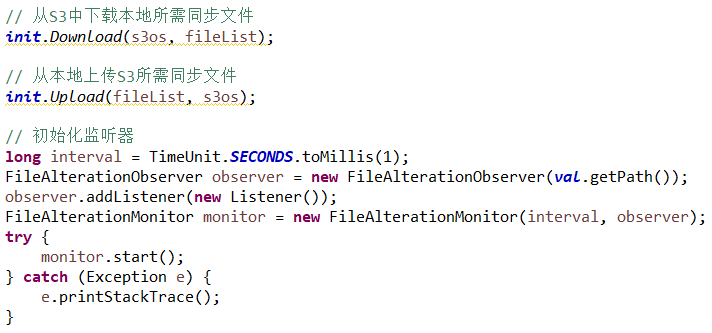 // 从S3中下载本地所需同步文件
init.Download(s3os, fileList);
// 从本地上传S3所需同步文件
init.Upload(fileList, s3os);
// 初始化监听器
long interval = TimeUnit.SECONDS.toMillis(1);
FileAlterationObserver observer = new FileAlterationObserver(val.getPath());
observer.addListener(new Listener());
FileAlterationMonitor monitor = new FileAlterationMonitor(interval, observer);
try {
    monitor.start();
} catch (Exception e) {
    e.printStackTrace();
}